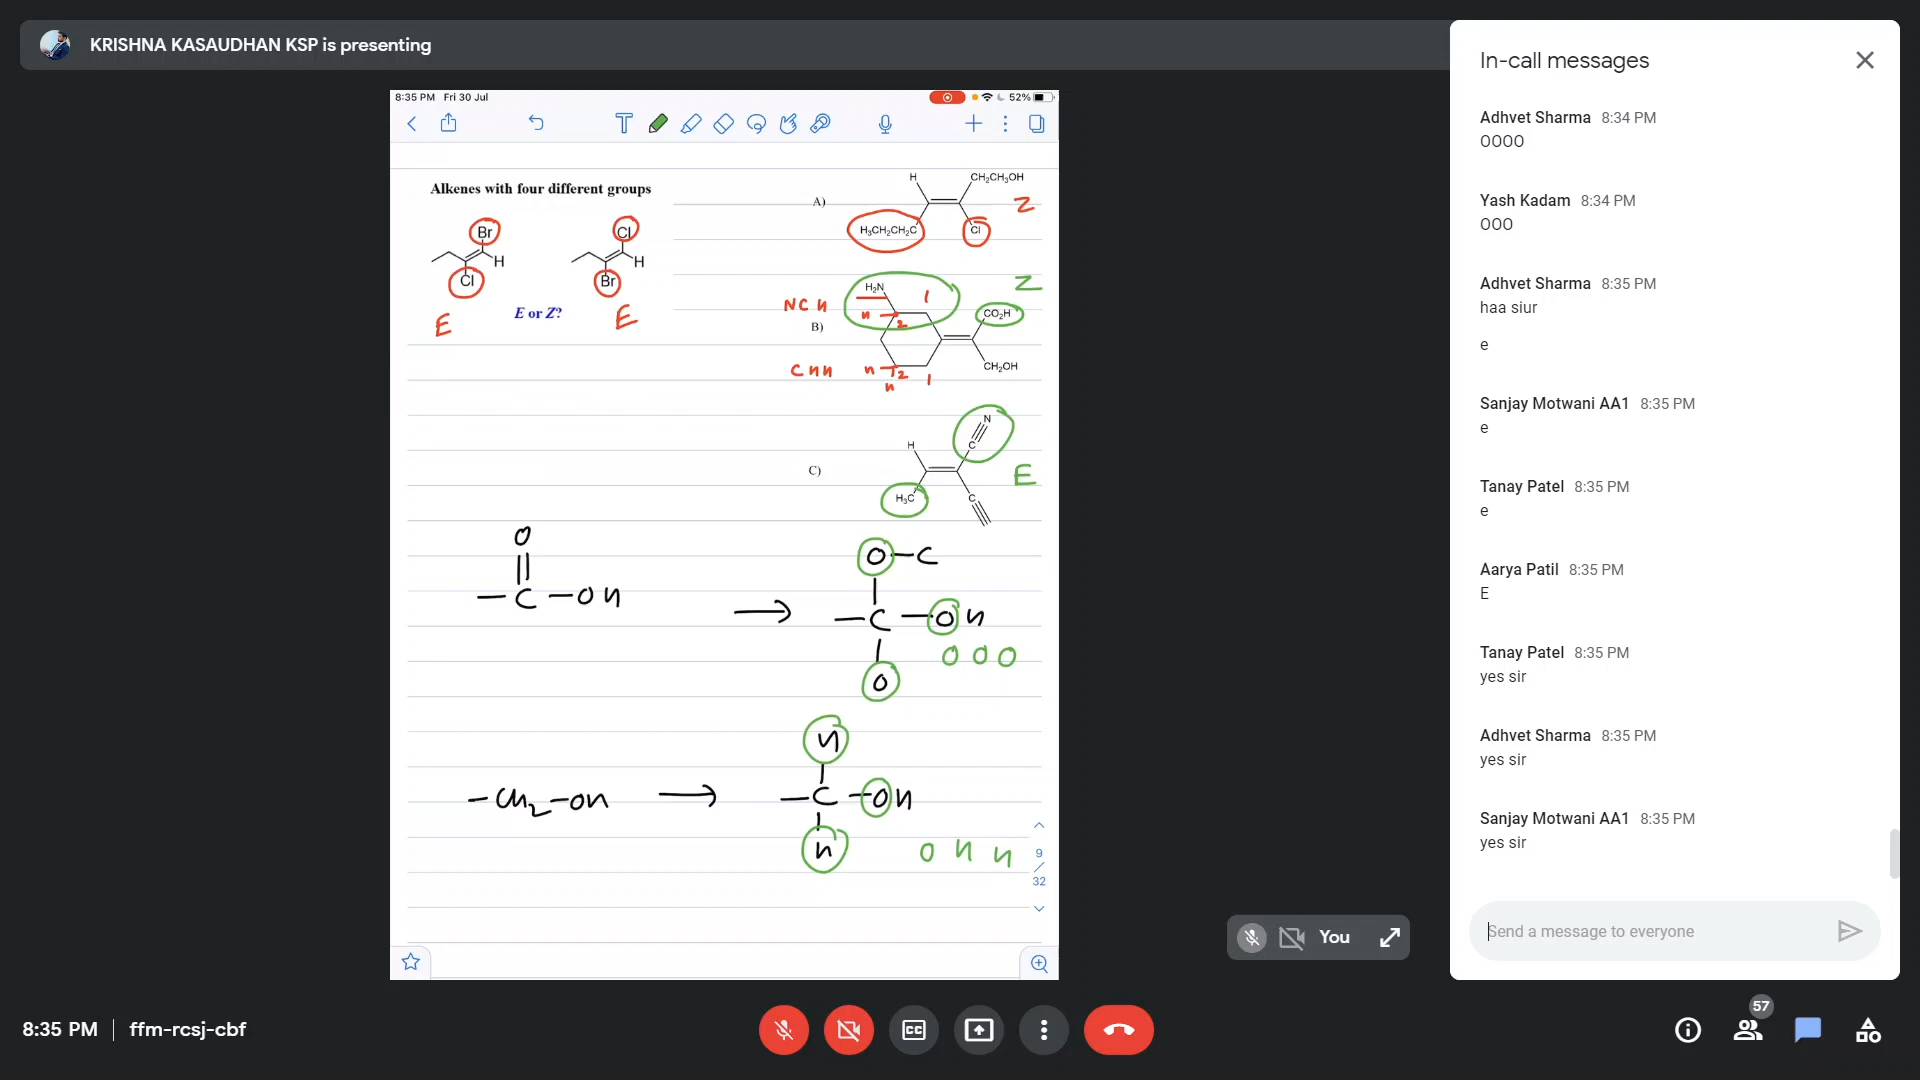 KRISHNA KASAUDHAN KSP is presenting
8:35 PM Fri 30 Jul
52%
Alkenes with four different groups
Br
H
Cl
E
Cl
H
Br
E
E or Z?
A)
H
CH₂CH₂OH
H₃CH₂CH₂C
Cl
Z
B)
H₂N
N C H
H
1
2
Z
CO₂H
CH₂OH
C H H
H
2
H
1
C)
H
N
C
H₃C
C
E
O
C
OH
O
C
C
OH
O
O O O
CH₂
OH
H
C
OH
H
O H H
9
32
In-call messages
Adhvet Sharma 8:34 PM
OOOO
Yash Kadam 8:34 PM
OOO
Adhvet Sharma 8:35 PM
haa siur
e
Sanjay Motwani AA1 8:35 PM
e
Tanay Patel 8:35 PM
e
Aarya Patil 8:35 PM
E
Tanay Patel 8:35 PM
yes sir
Adhvet Sharma 8:35 PM
yes sir
Sanjay Motwani AA1 8:35 PM
yes sir
Send a message to everyone
You
8:35 PM
ffm-rcsj-cbf
CC
57